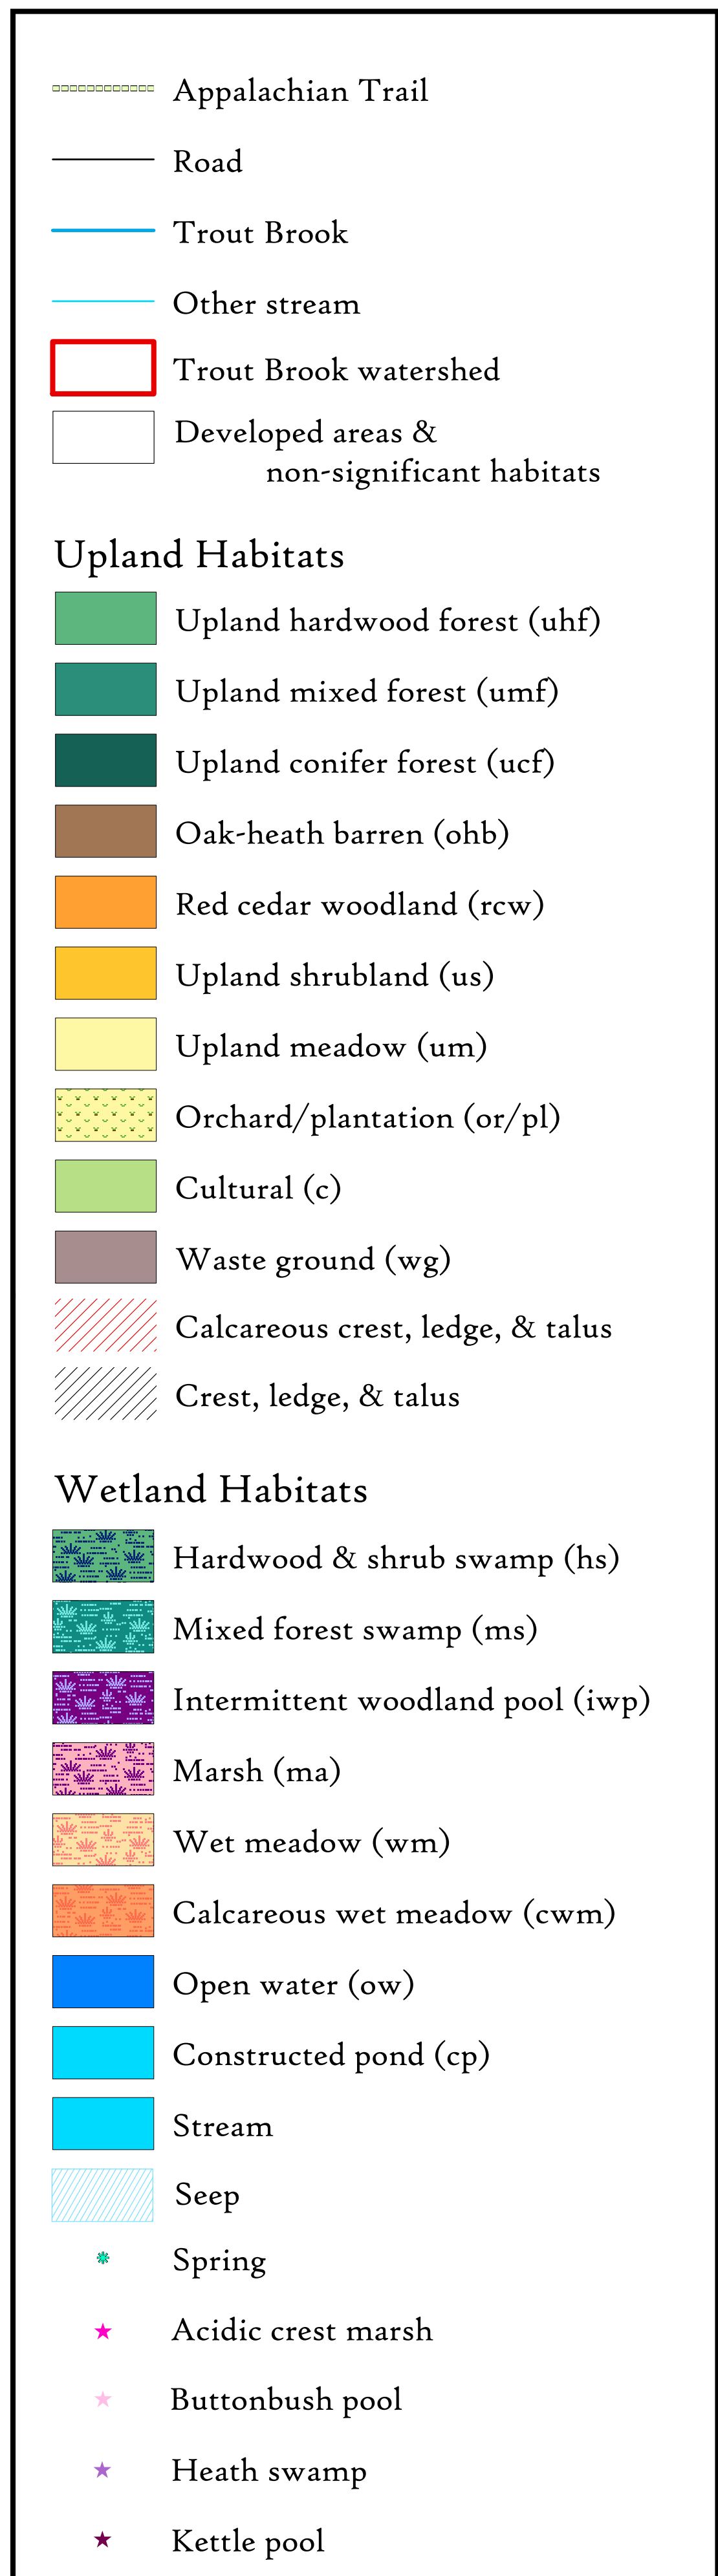 Appalachian Trail
Road
Trout Brook
Other stream
Trout Brook watershed
Developed areas &
non-significant habitats
Upland Habitats
Upland hardwood forest (uhf)
Upland mixed forest (umf)
Upland conifer forest (ucf)
Oak-heath barren (ohb)
Red cedar woodland (rcw)
Upland shrubland (us)
Upland meadow (um)
Orchard/plantation (or/pl)
Cultural (c)
Waste ground (wg)
Calcareous crest, ledge, & talus
Crest, ledge, & talus
Wetland Habitats
Hardwood & shrub swamp (hs)
Mixed forest swamp (ms)
Intermittent woodland pool (iwp)
Marsh (ma)
Wet meadow (wm)
Calcareous wet meadow (cwm)
Open water (ow)
Constructed pond (cp)
Stream
Seep
Spring
Acidic crest marsh
Buttonbush pool
Heath swamp
Kettle pool